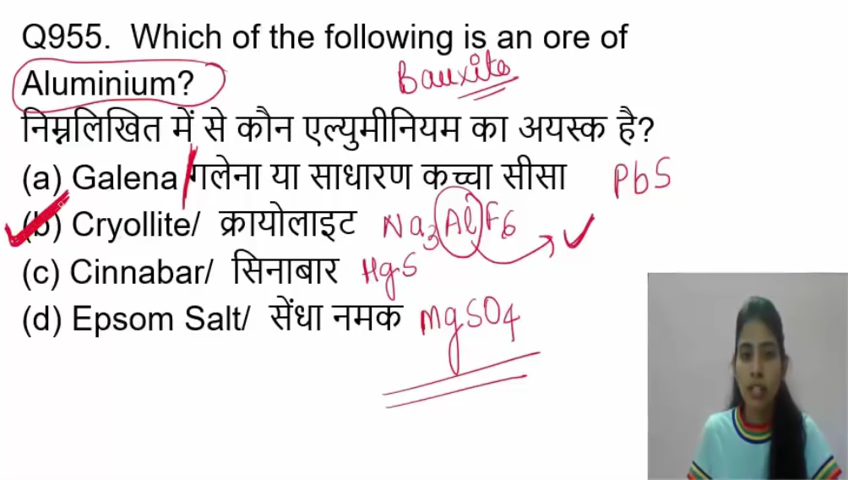 Q955. Which of the following is an ore of
Aluminium? Bauxite
निम्नलिखित में से कौन एल्युमीनियम का अयस्क है?
(a) Galena /गलेना या साधारण कच्चा सीसा PbS
(b) Cryollite/ क्रायोलाइट Na3AlF6
(c) Cinnabar/ सिनाबार HgS
(d) Epsom Salt/ सेंधा नमक MgSO4